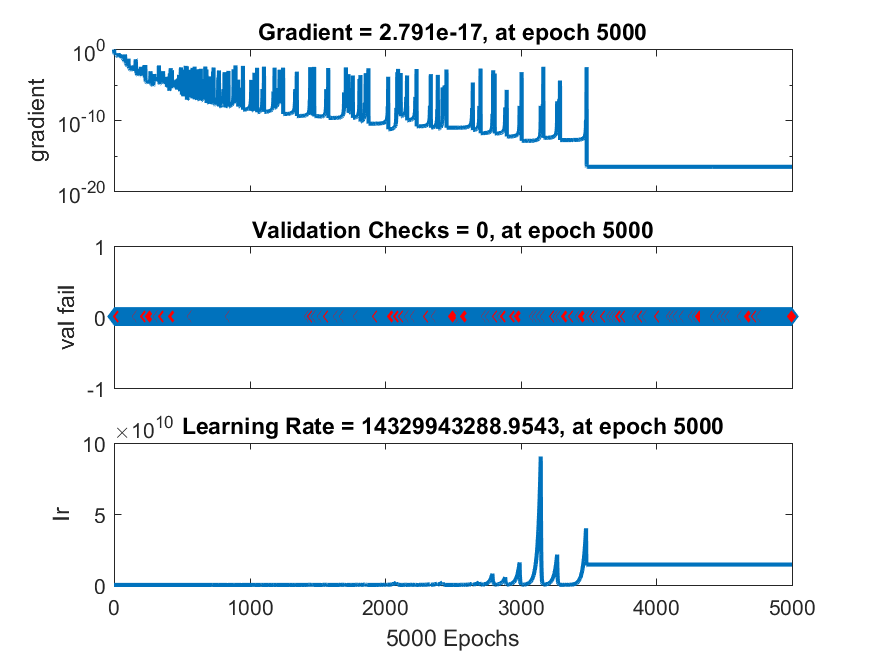 Gradient = 2.791e-17, at epoch 5000
10^0
10^-10
10^-20
gradient
Validation Checks = 0, at epoch 5000
1
0
-1
val fail
×10^10 Learning Rate = 14329943288.9543, at epoch 5000
10
5
0
lr
0 1000 2000 3000 4000 5000
5000 Epochs